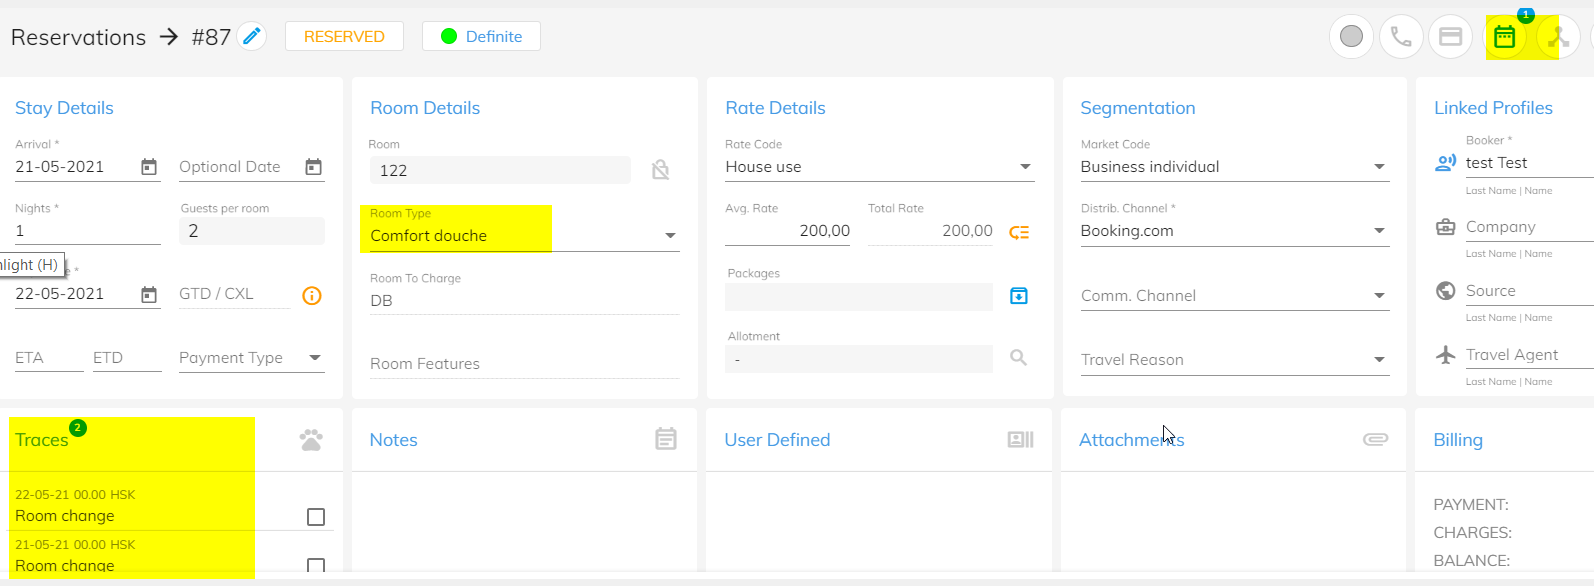 Reservations → #87 RESERVED Definite 1
Stay Details
Arrival *
21-05-2021 Optional Date
Nights * Guests per room
1 2
light (H) *
22-05-2021 GTD / CXL
ETA ETD Payment Type
Room Details
Room
122
Room Type
Comfort douche
Room To Charge
DB
Room Features
Rate Details
Rate Code
House use
Avg. Rate Total Rate
200,00 200,00
Packages
Allotment
-
Segmentation
Market Code
Business individual
Distrib. Channel *
Booking.com
Comm. Channel
Travel Reason
Linked Profiles
Booker *
test Test
Last Name | Name
Company
Last Name | Name
Source
Last Name | Name
Travel Agent
Last Name | Name
Traces 2
22-05-21 00.00 HSK
Room change
21-05-21 00.00 HSK
Room change
Notes
User Defined
Attachments
Billing
PAYMENT:
CHARGES:
BALANCE: